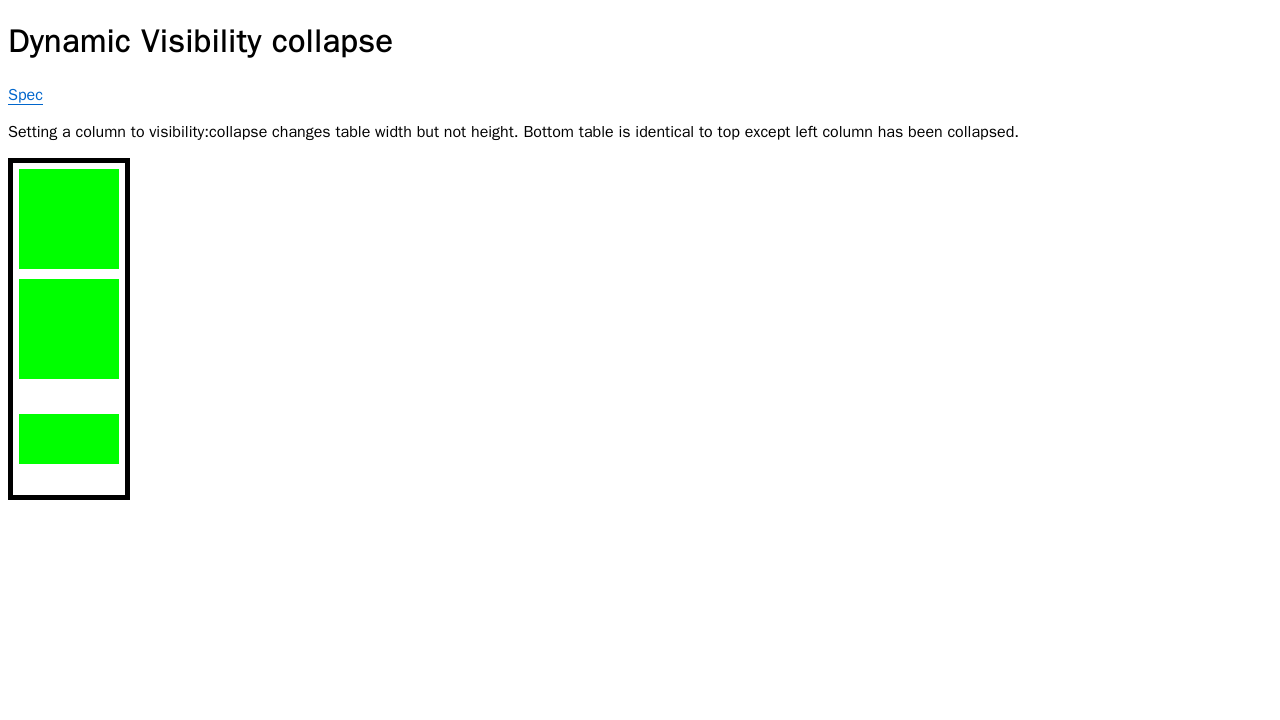 Dynamic Visibility collapse
Spec
Setting a column to visibility:collapse changes table width but not height. Bottom table is identical to top except left column has been collapsed.